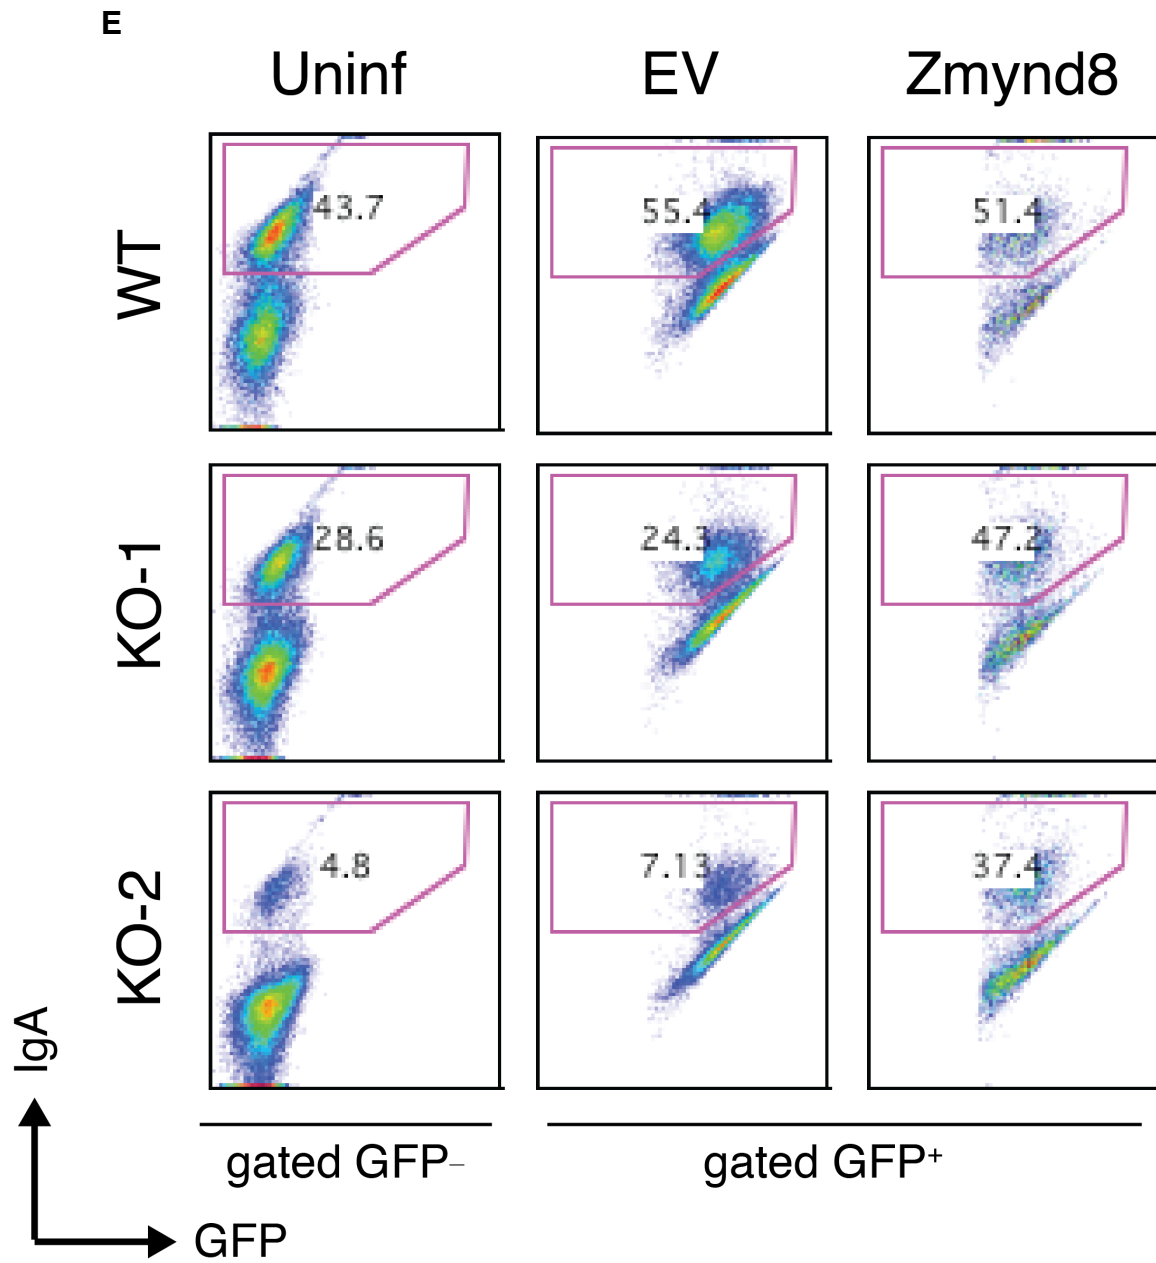 E
Uninf EV Zmynd8
WT 43.7 55.4 51.4
KO-1 28.6 24.3 47.2
KO-2 4.8 7.13 37.4
IgA
gated GFP⁻ gated GFP⁺
GFP